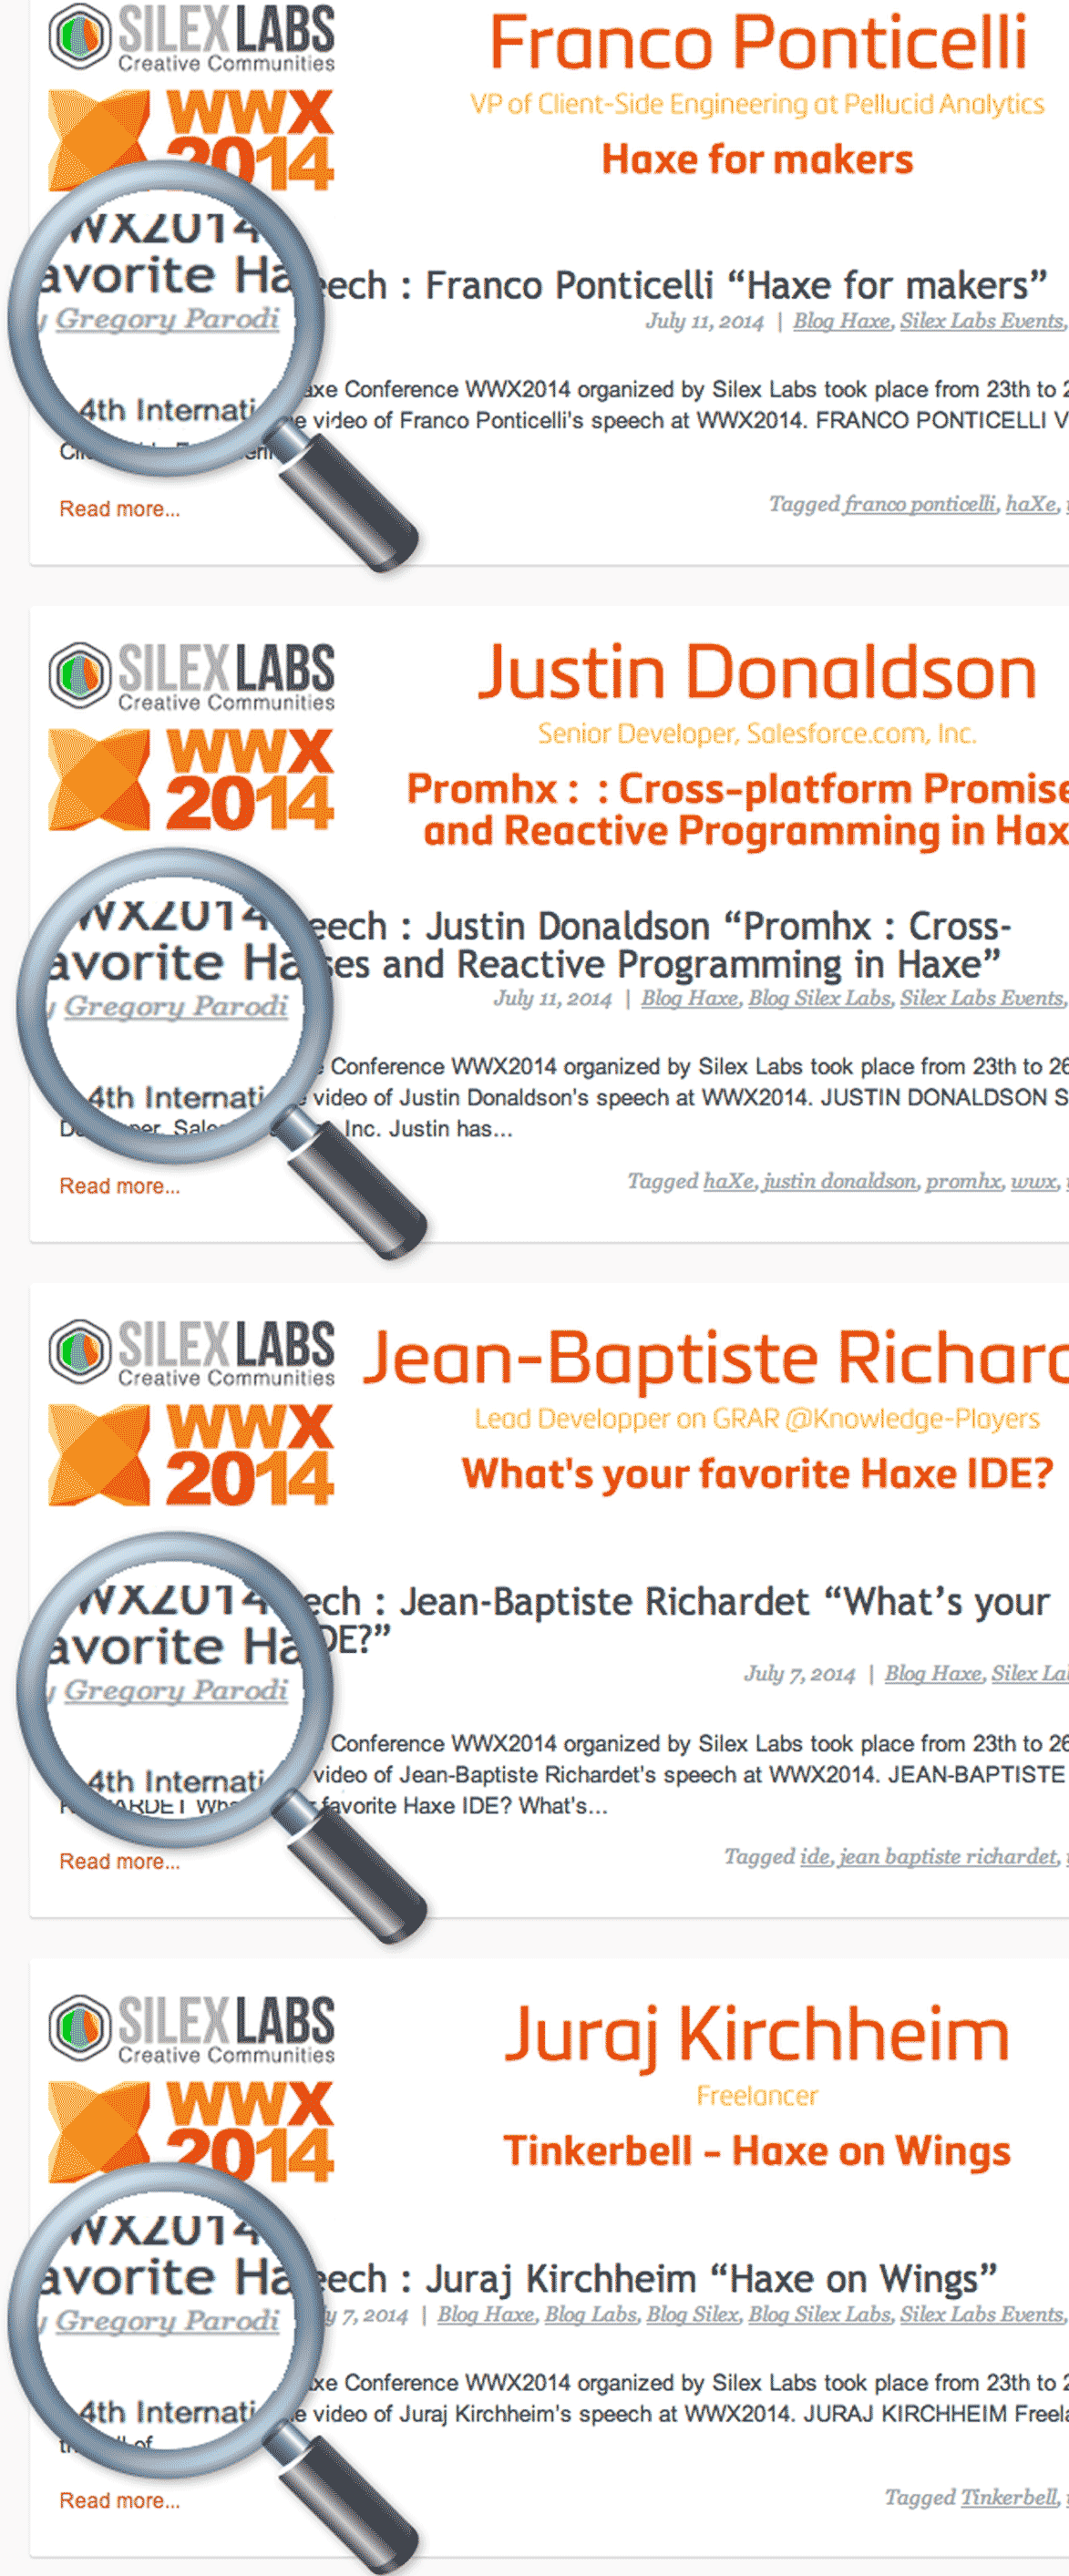 SILEX LABS
Creative Communities
WWX
2014
Franco Ponticelli
VP of Client-Side Engineering at Pellucid Analytics
Haxe for makers
WX2014
avorite Ha
eech : Franco Ponticelli “Haxe for makers”
y Gregory Parodi
July 11, 2014 | Blog Haxe, Silex Labs Events,
4th Internati
axe Conference WWX2014 organized by Silex Labs took place from 23th to 2
e video of Franco Ponticelli's speech at WWX2014. FRANCO PONTICELLI V
Read more...
Tagged franco ponticelli, haXe,
SILEX LABS
Creative Communities
WWX
2014
Justin Donaldson
Senior Developer, Salesforce.com, Inc.
Promhx : : Cross-platform Promise
and Reactive Programming in Hax
WX2014
eech : Justin Donaldson “Promhx : Cross-
avorite Ha
ses and Reactive Programming in Haxe”
y Gregory Parodi
July 11, 2014 | Blog Haxe, Blog Silex Labs, Silex Labs Events,
4th Internati
Conference WWX2014 organized by Silex Labs took place from 23th to 26
video of Justin Donaldson's speech at WWX2014. JUSTIN DONALDSON S
Inc. Justin has...
Read more...
Tagged haXe, justin donaldson, promhx, wwx,
SILEX LABS
Creative Communities
WWX
2014
Jean-Baptiste Richard
Lead Developper on GRAR @Knowledge-Players
What's your favorite Haxe IDE?
WX2014
ech : Jean-Baptiste Richardet “What’s your
avorite Ha
DE?”
y Gregory Parodi
July 7, 2014 | Blog Haxe, Silex La
4th Internati
Conference WWX2014 organized by Silex Labs took place from 23th to 26
video of Jean-Baptiste Richardet's speech at WWX2014. JEAN-BAPTISTE
favorite Haxe IDE? What's...
Read more...
Tagged ide, jean baptiste richardet,
SILEX LABS
Creative Communities
WWX
2014
Juraj Kirchheim
Freelancer
Tinkerbell - Haxe on Wings
WX2014
avorite Ha
eech : Juraj Kirchheim “Haxe on Wings”
y Gregory Parodi
y 7, 2014 | Blog Haxe, Blog Labs, Blog Silex, Blog Silex Labs, Silex Labs Events,
4th Internati
xe Conference WWX2014 organized by Silex Labs took place from 23th to 2
e video of Juraj Kirchheim's speech at WWX2014. JURAJ KIRCHHEIM Freela
of
Read more...
Tagged Tinkerbell,